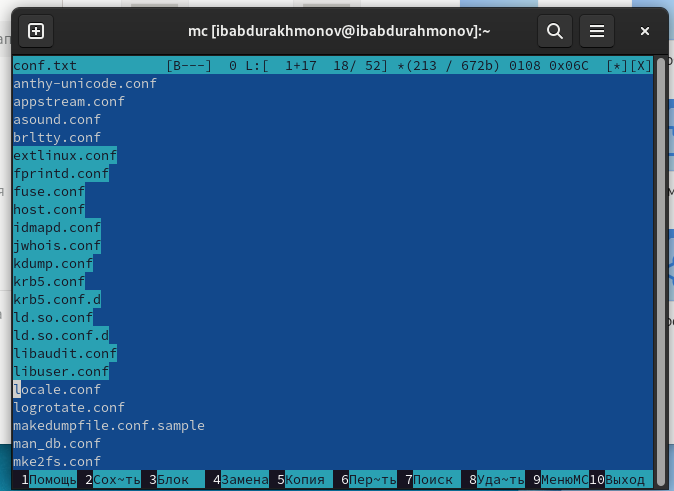 mc [ibabdurakhmonov@ibabdurahmonov]:~
conf.txt [B---] 0 L:[ 1+17 18/ 52] *(213 / 672b) 0108 0x06C [*][X]
anthy-unicode.conf
appstream.conf
asound.conf
brltty.conf
extlinux.conf
fprintd.conf
fuse.conf
host.conf
idmapd.conf
jwhois.conf
kdump.conf
krb5.conf
krb5.conf.d
ld.so.conf
ld.so.conf.d
libaudit.conf
libuser.conf
locale.conf
logrotate.conf
makedumpfile.conf.sample
man_db.conf
mke2fs.conf
1Помощь 2Сох~ть 3Блок 4Замена 5Копия 6Пер~ть 7Поиск 8Уда~ть 9МенюMC 10Выход